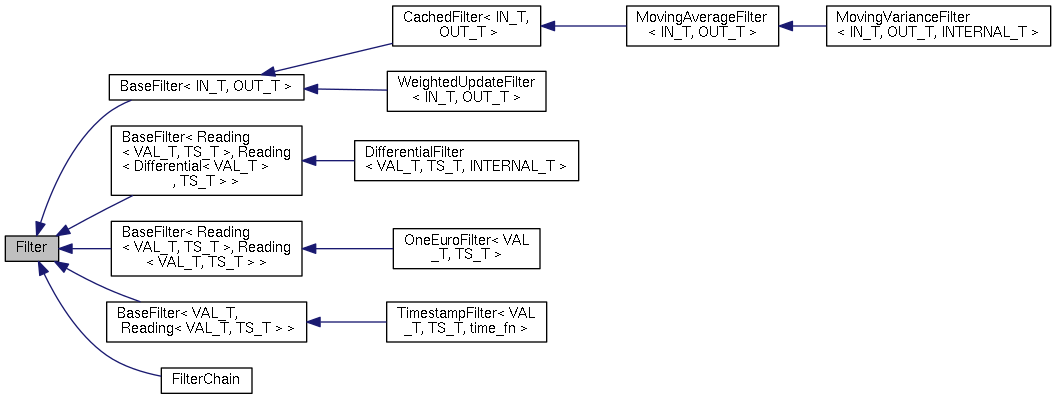 CachedFilter< IN_T,
OUT_T >
MovingAverageFilter
< IN_T, OUT_T >
MovingVarianceFilter
< IN_T, OUT_T, INTERNAL_T >
BaseFilter< IN_T, OUT_T >
WeightedUpdateFilter
< IN_T, OUT_T >
BaseFilter< Reading
< VAL_T, TS_T >, Reading
< Differential< VAL_T >
, TS_T > >
DifferentialFilter
< VAL_T, TS_T, INTERNAL_T >
Filter
BaseFilter< Reading
< VAL_T, TS_T >, Reading
< VAL_T, TS_T > >
OneEuroFilter< VAL
_T, TS_T >
BaseFilter< VAL_T,
Reading< VAL_T, TS_T > >
TimestampFilter< VAL
_T, TS_T, time_fn >
FilterChain